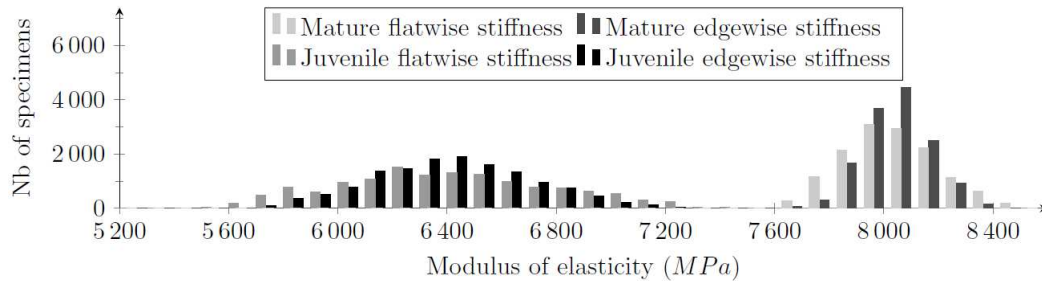 Mature flatwise stiffness Mature edgewise stiffness
Juvenile flatwise stiffness Juvenile edgewise stiffness
Nb of specimens
6 000
4 000
2 000
0
5 200 5 600 6 000 6 400 6 800 7 200 7 600 8 000 8 400
Modulus of elasticity (MPa)